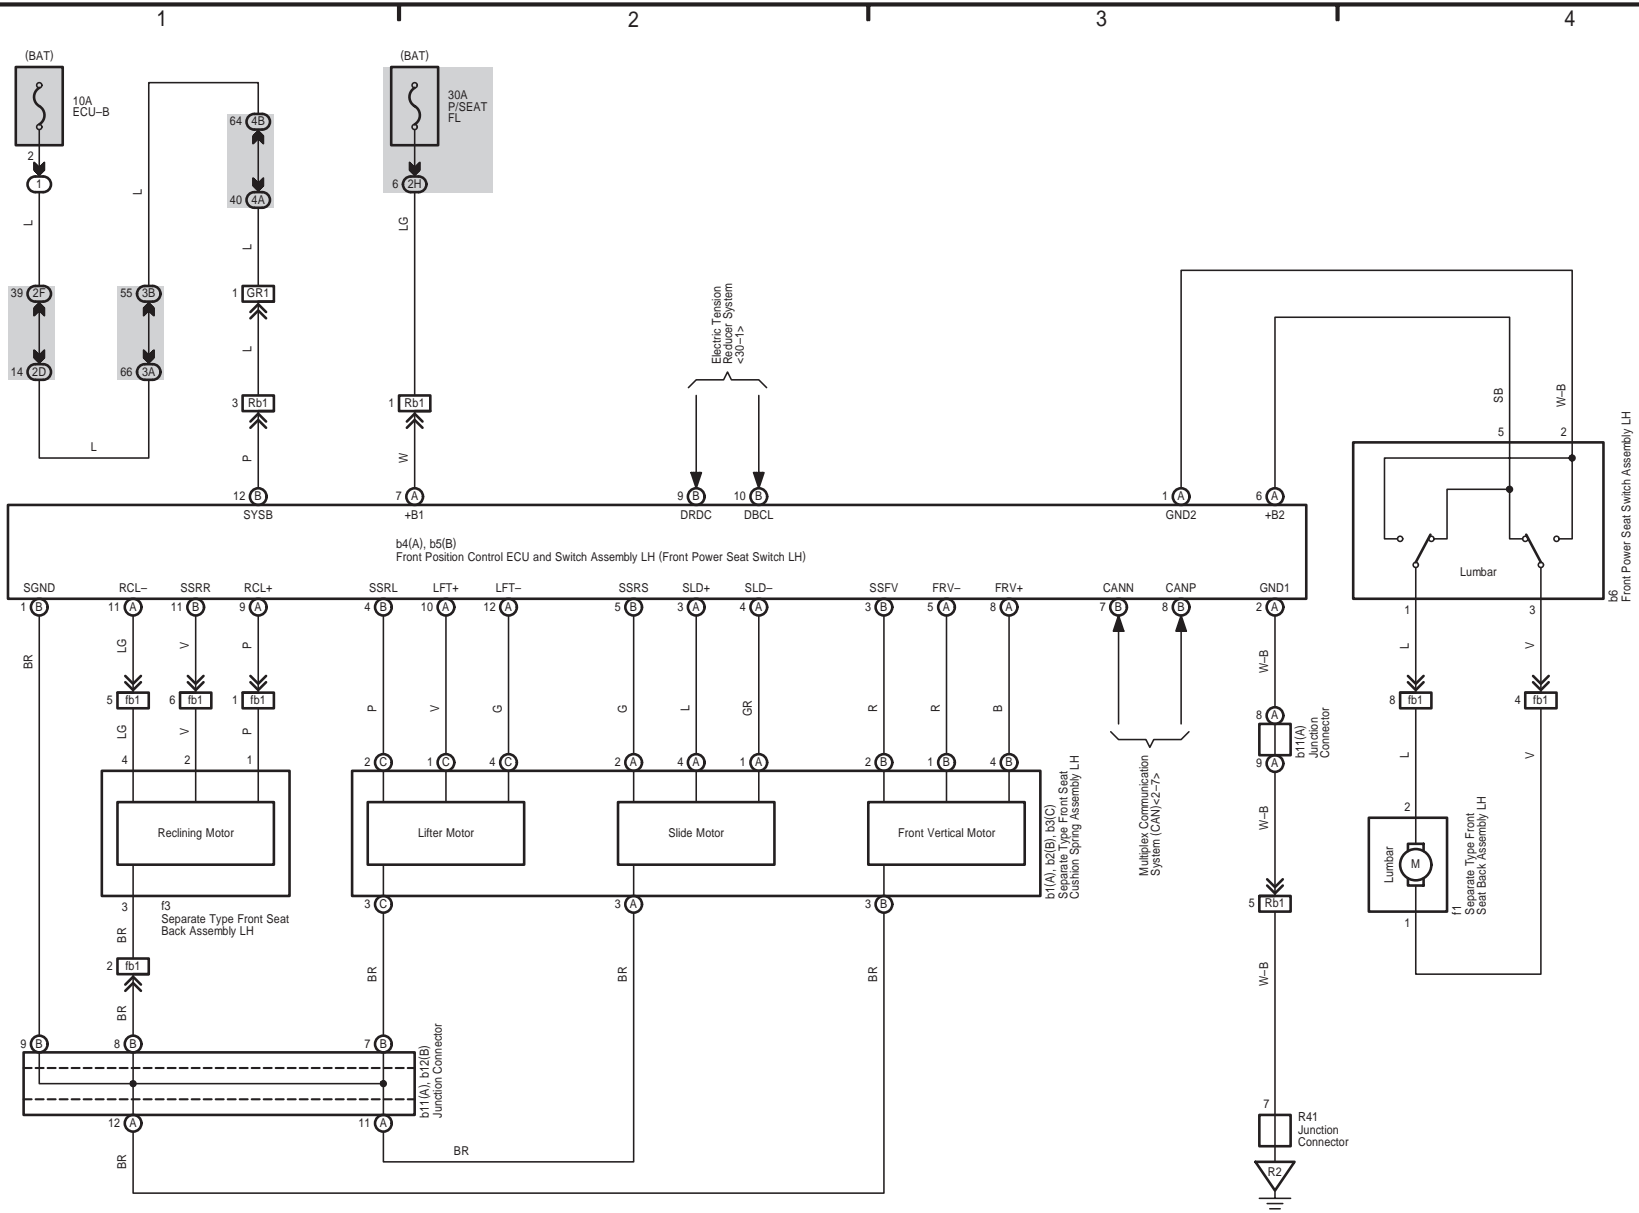 1 2 3 4
(BAT) (BAT)
10A
ECU–B
30A
P/SEAT
FL
64 4B
2
1
40 4A
6 2H
L L L LG
39 2F
55 3B
1 GR1
14 2D
66 3A
L
3 Rb1
1 Rb1
L
P W
Electric Tension
Reducer System
<30–1>
SB W–B
5 2
12 B
7 A
9 B
10 B
1 A
6 A
SYSB +B1 DRDC DBCL GND2 +B2
b4(A), b5(B)
Front Position Control ECU and Switch Assembly LH (Front Power Seat Switch LH)
Lumbar
b6
Front Power Seat Switch Assembly LH
SGND RCL– SSRR RCL+ SSRL LFT+ LFT– SSRS SLD+ SLD– SSFV FRV– FRV+ CANN CANP GND1
1 B
11 A
11 B
9 A
4 B
10 A
12 A
5 B
3 A
4 A
3 B
5 A
8 A
7 B
8 B
2 A
1 3
BR LG V P W–B L V
5 fb1
6 fb1
1 fb1
8 fb1
4 fb1
LG V P P V G G L GR R R B
8 A
b11(A)
Junction
Connector
9 A
L V
4 2 1
2 C
1 C
4 C
2 A
4 A
1 A
2 B
1 B
4 B
Reclining Motor
Lifter Motor
Slide Motor
Front Vertical Motor
b1(A), b2(B), b3(C)
Separate Type Front Seat
Cushion Spring Assembly LH
Multiplex Communication
System (CAN)<2–7>
W–B
2
Lumbar
M
f1
Separate Type Front
Seat Back Assembly LH
1
3
f3
Separate Type Front Seat
Back Assembly LH
3 C
3 A
3 B
5 Rb1
BR
2 fb1
BR BR BR BR W–B
9 B
8 B
7 B
b11(A), b12(B)
Junction Connector
12 A
11 A
BR
BR
7
R41
Junction
Connector
R2